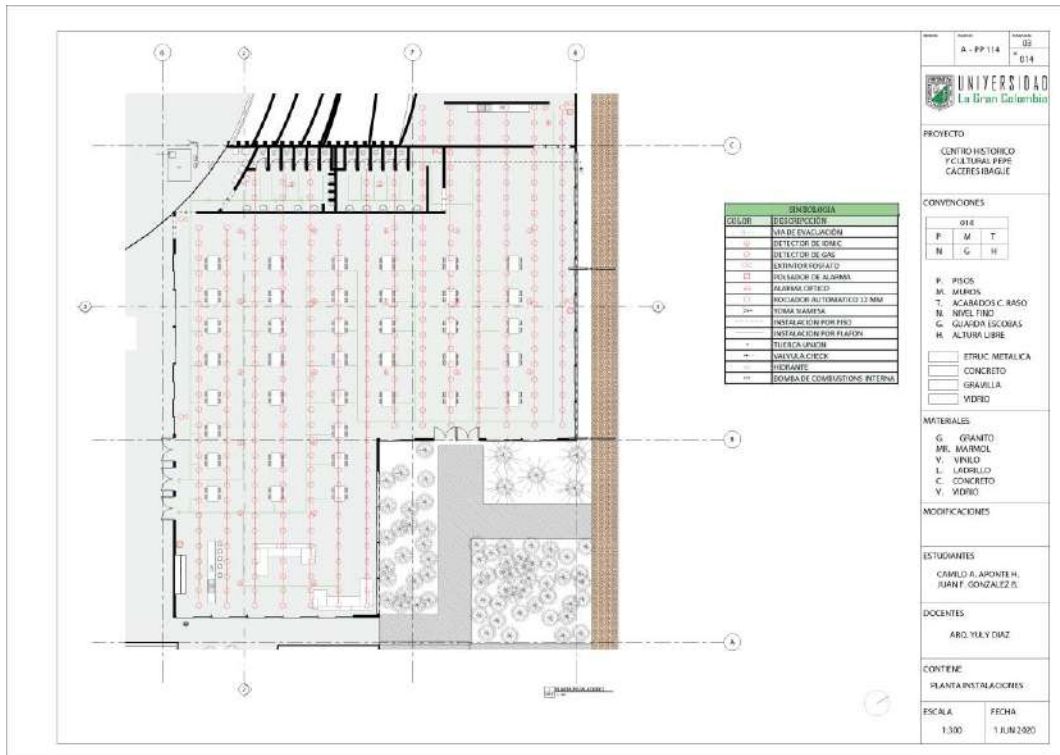 A - PP 114
03
014
UNIVERSIDAD
La Gran Colombia
PROYECTO
CENTRO HISTORICO
Y CULTURAL PEPE
CACERES IBAGUE
CONVENCIONES
014
P M T
N G H
P. PISOS
M. MUROS
T. ACABADOS C. RASO
N. NIVEL FINO
G. GUARDA ESCOBAS
H. ALTURA LIBRE
ETRUC. METALICA
CONCRETO
GRAVILLA
VIDRIO
MATERIALES
G. GRANITO
MR. MARMOL
V. VINILO
L. LADRILLO
C. CONCRETO
V. VIDRIO
MODIFICACIONES
ESTUDIANTES
CAMILO A. APONTE H.
JUAN F. GONZALEZ B.
DOCENTES
ARQ. YULY DIAZ
CONTIENE
PLANTA INSTALACIONES
ESCALA FECHA
1:300 1 JUN 2020
SIMBOLOGIA
COLOR DESCRIPCCIÓN
VIA DE EVACUACIÓN
DETECTOR DE IONIC
DETECTOR DE GAS
EXTINTOR FOSFATO
PULSADOR DE ALARMA
ALARMA OPTICO
ROCIADOR AUTOMATICO 12 MM
TOMA SIAMESA
INSTALACION POR PISO
INSTALACION POR PLAFON
TUERCA UNION
VALVULA CHECK
HIDRANTE
BOMBA DE COMBUSTIONS INTERNA
6
7
8
C
B
A